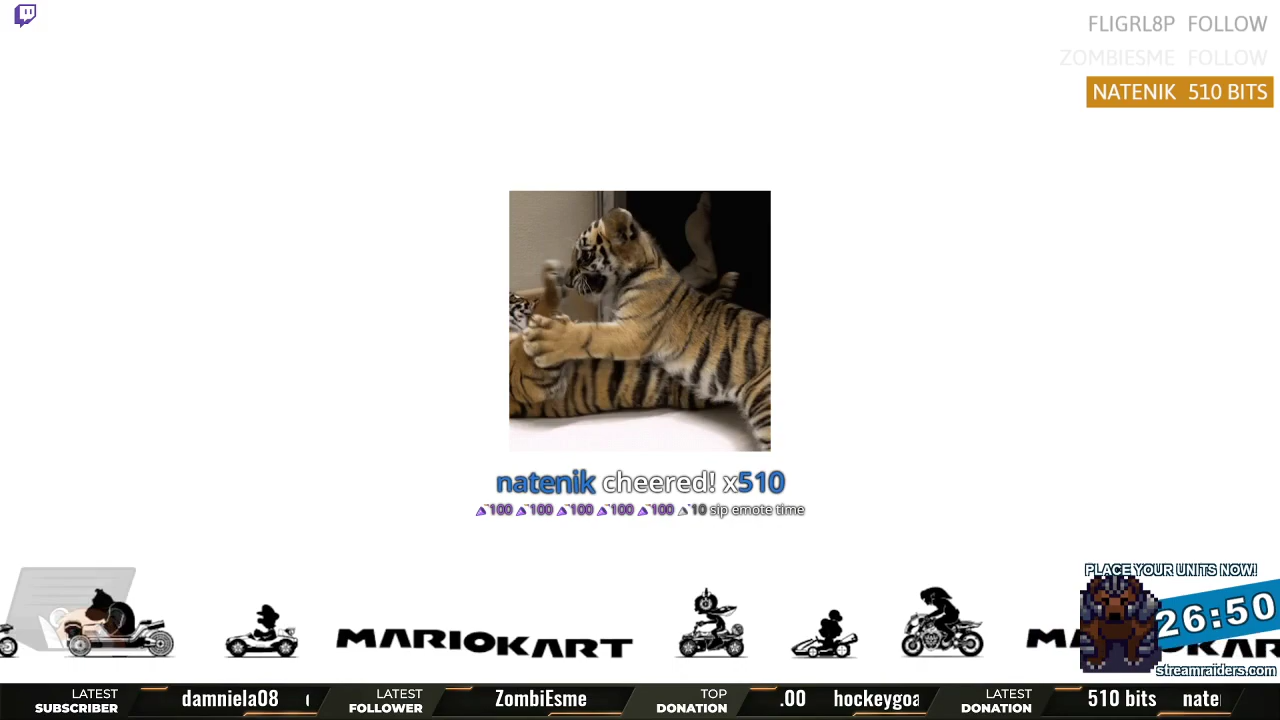 FLIGRL8P FOLLOW
ZOMBIESME FOLLOW
NATENIK 510 BITS
natenik cheered! x510
100 100 100 100 100 10 sip emote time
PLACE YOUR UNITS NOW!
26:50
MARIOKART
streamraiders.com
LATEST SUBSCRIBER
damniela08
LATEST FOLLOWER
ZombiEsme
TOP DONATION
.00 hockeygoa
LATEST DONATION
510 bits nate